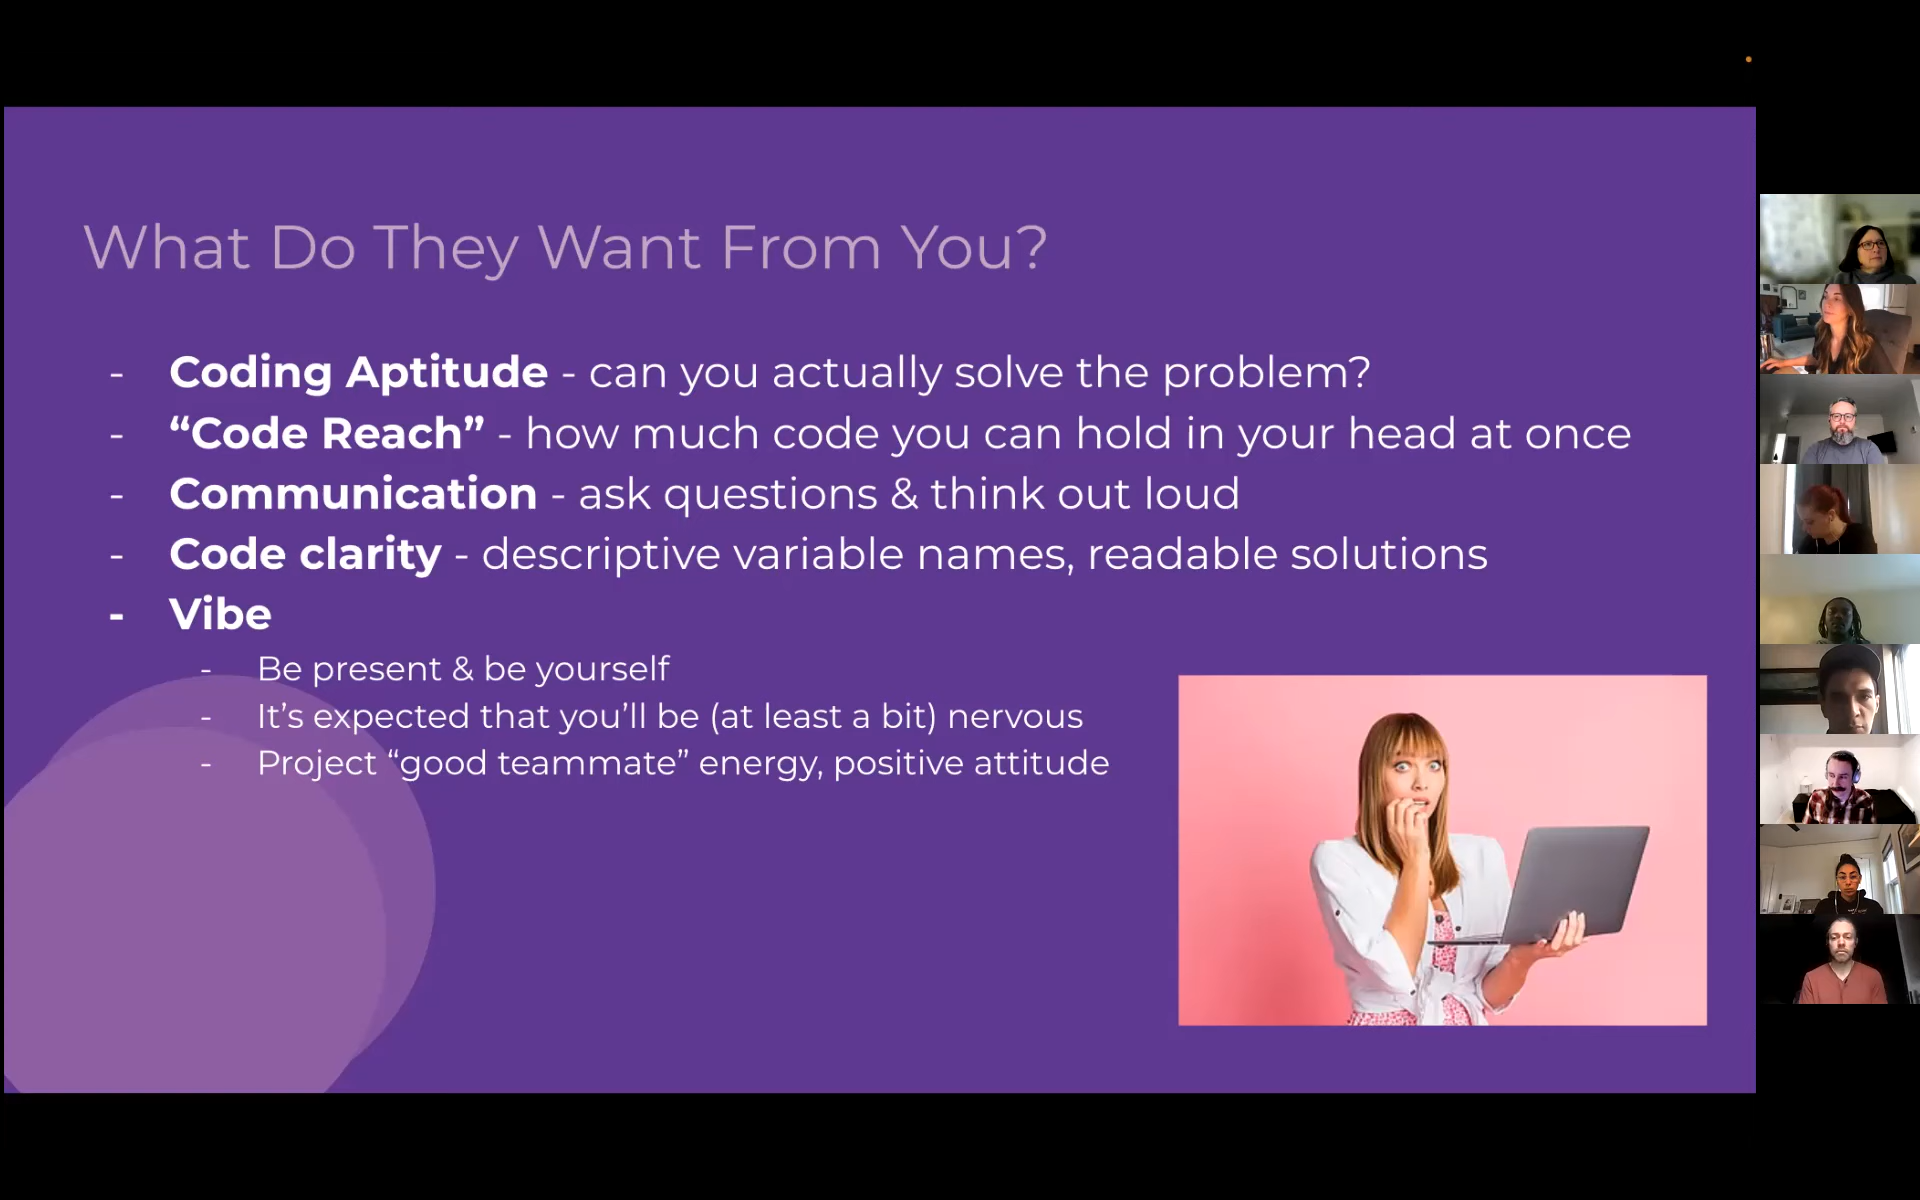 What Do They Want From You?
- Coding Aptitude - can you actually solve the problem?
- “Code Reach” - how much code you can hold in your head at once
- Communication - ask questions & think out loud
- Code clarity - descriptive variable names, readable solutions
- Vibe
- Be present & be yourself
- It’s expected that you’ll be (at least a bit) nervous
- Project “good teammate” energy, positive attitude